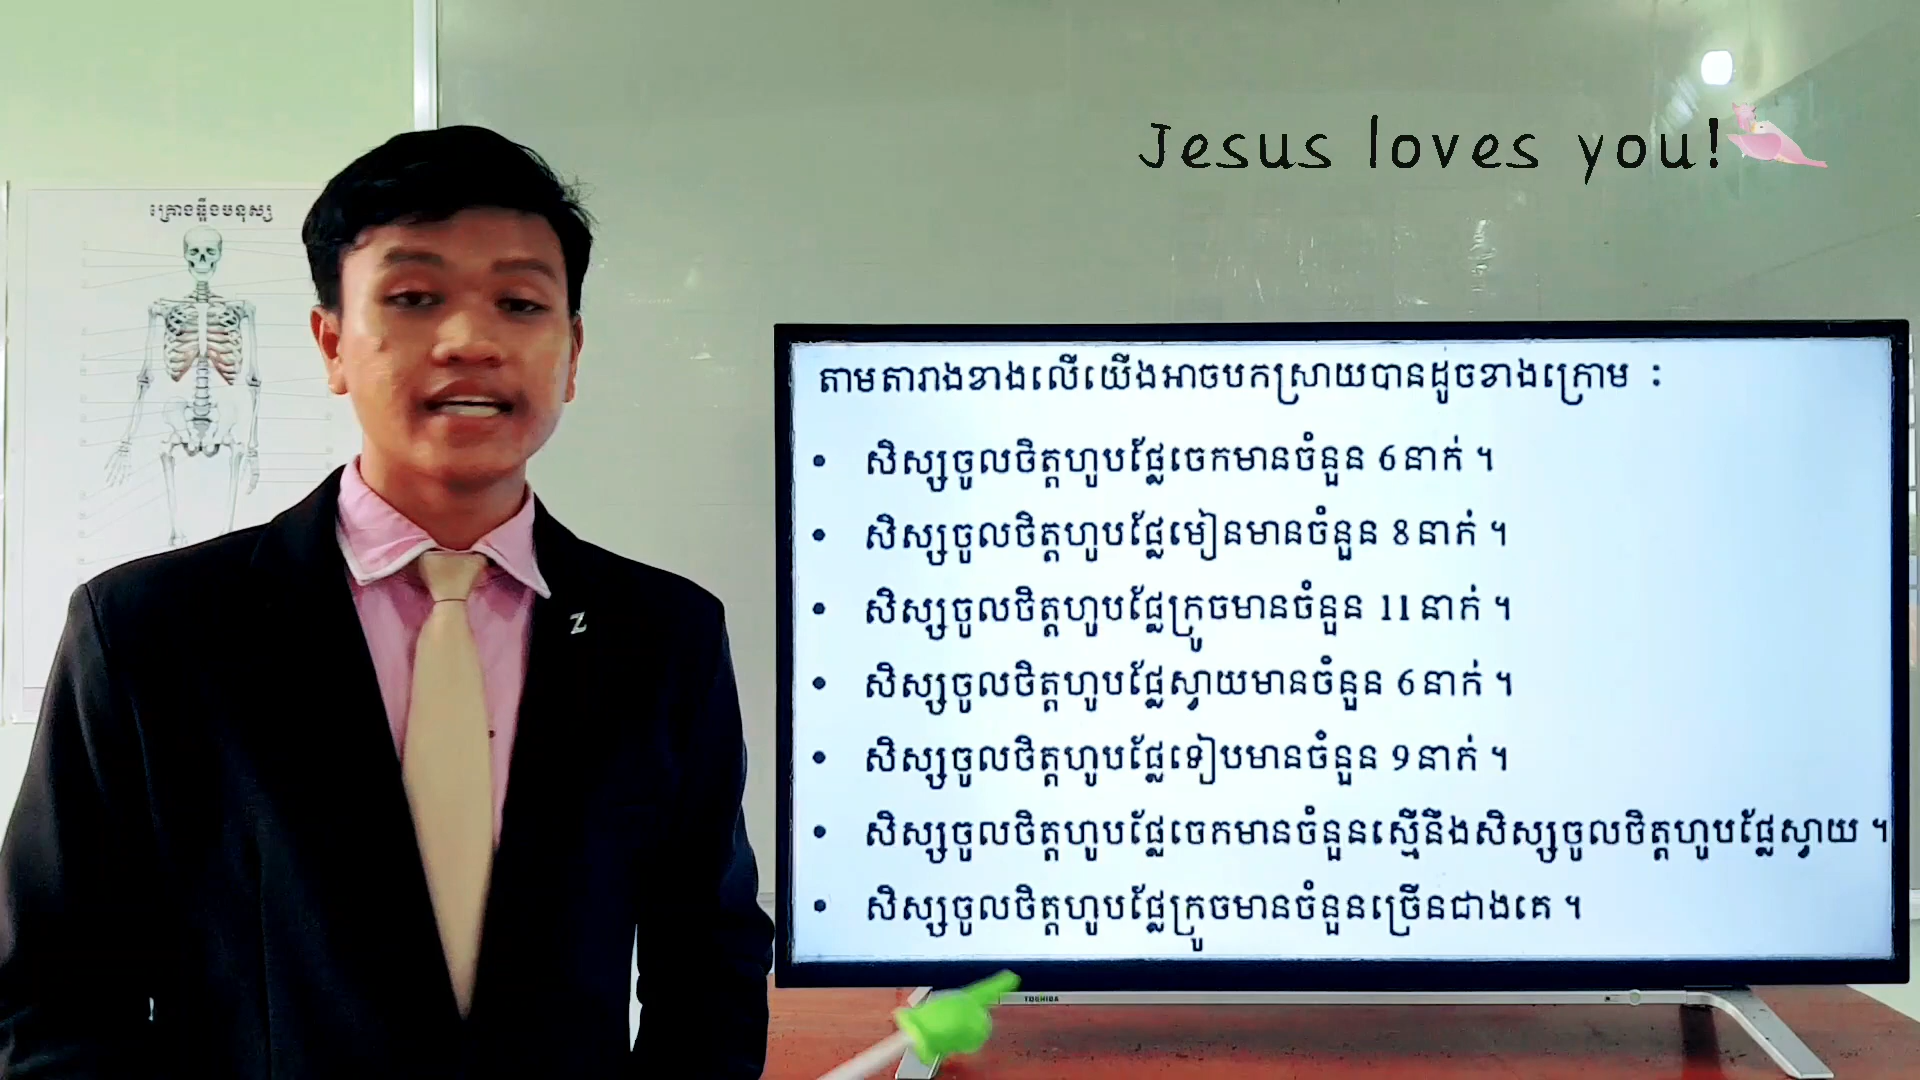 Jesus loves you!
គ្រោងឆ្អឹងមនុស្ស
តាមតារាងខាងលើយើងអាចបកស្រាយបានដូចខាងក្រោម ៖
• សិស្សចូលចិត្តហូបផ្លែចេកមានចំនួន 6 នាក់ ។
• សិស្សចូលចិត្តហូបផ្លែមៀនមានចំនួន 8 នាក់ ។
• សិស្សចូលចិត្តហូបផ្លែក្រូចមានចំនួន 11 នាក់ ។
• សិស្សចូលចិត្តហូបផ្លែស្វាយមានចំនួន 6 នាក់ ។
• សិស្សចូលចិត្តហូបផ្លែទៀបមានចំនួន 9 នាក់ ។
• សិស្សចូលចិត្តហូបផ្លែចេកមានចំនួនស្មើនឹងសិស្សចូលចិត្តហូបផ្លែស្វាយ ។
• សិស្សចូលចិត្តហូបផ្លែក្រូចមានចំនួនច្រើនជាងគេ ។
Z
TOSHIBA